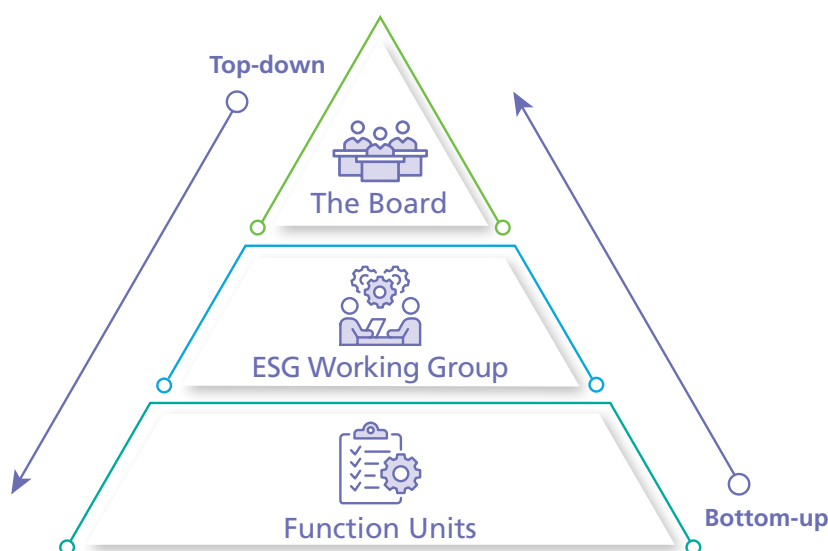 Top-down
The Board
ESG Working Group
Function Units
Bottom-up